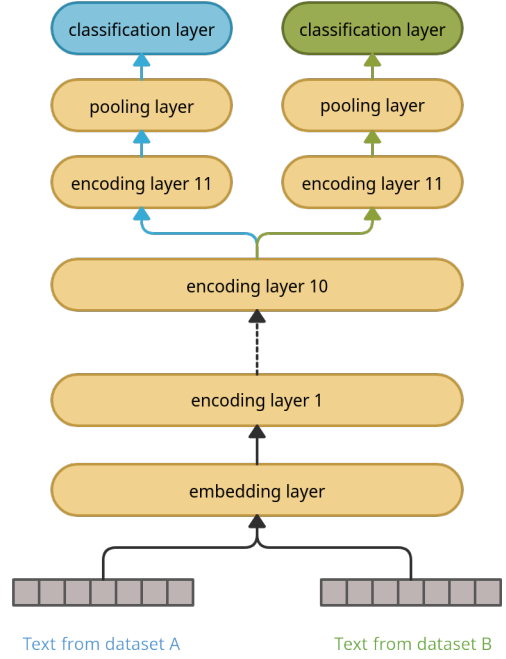 classification layer
classification layer
pooling layer
pooling layer
encoding layer 11
encoding layer 11
encoding layer 10
encoding layer 1
embedding layer
Text from dataset A
Text from dataset B